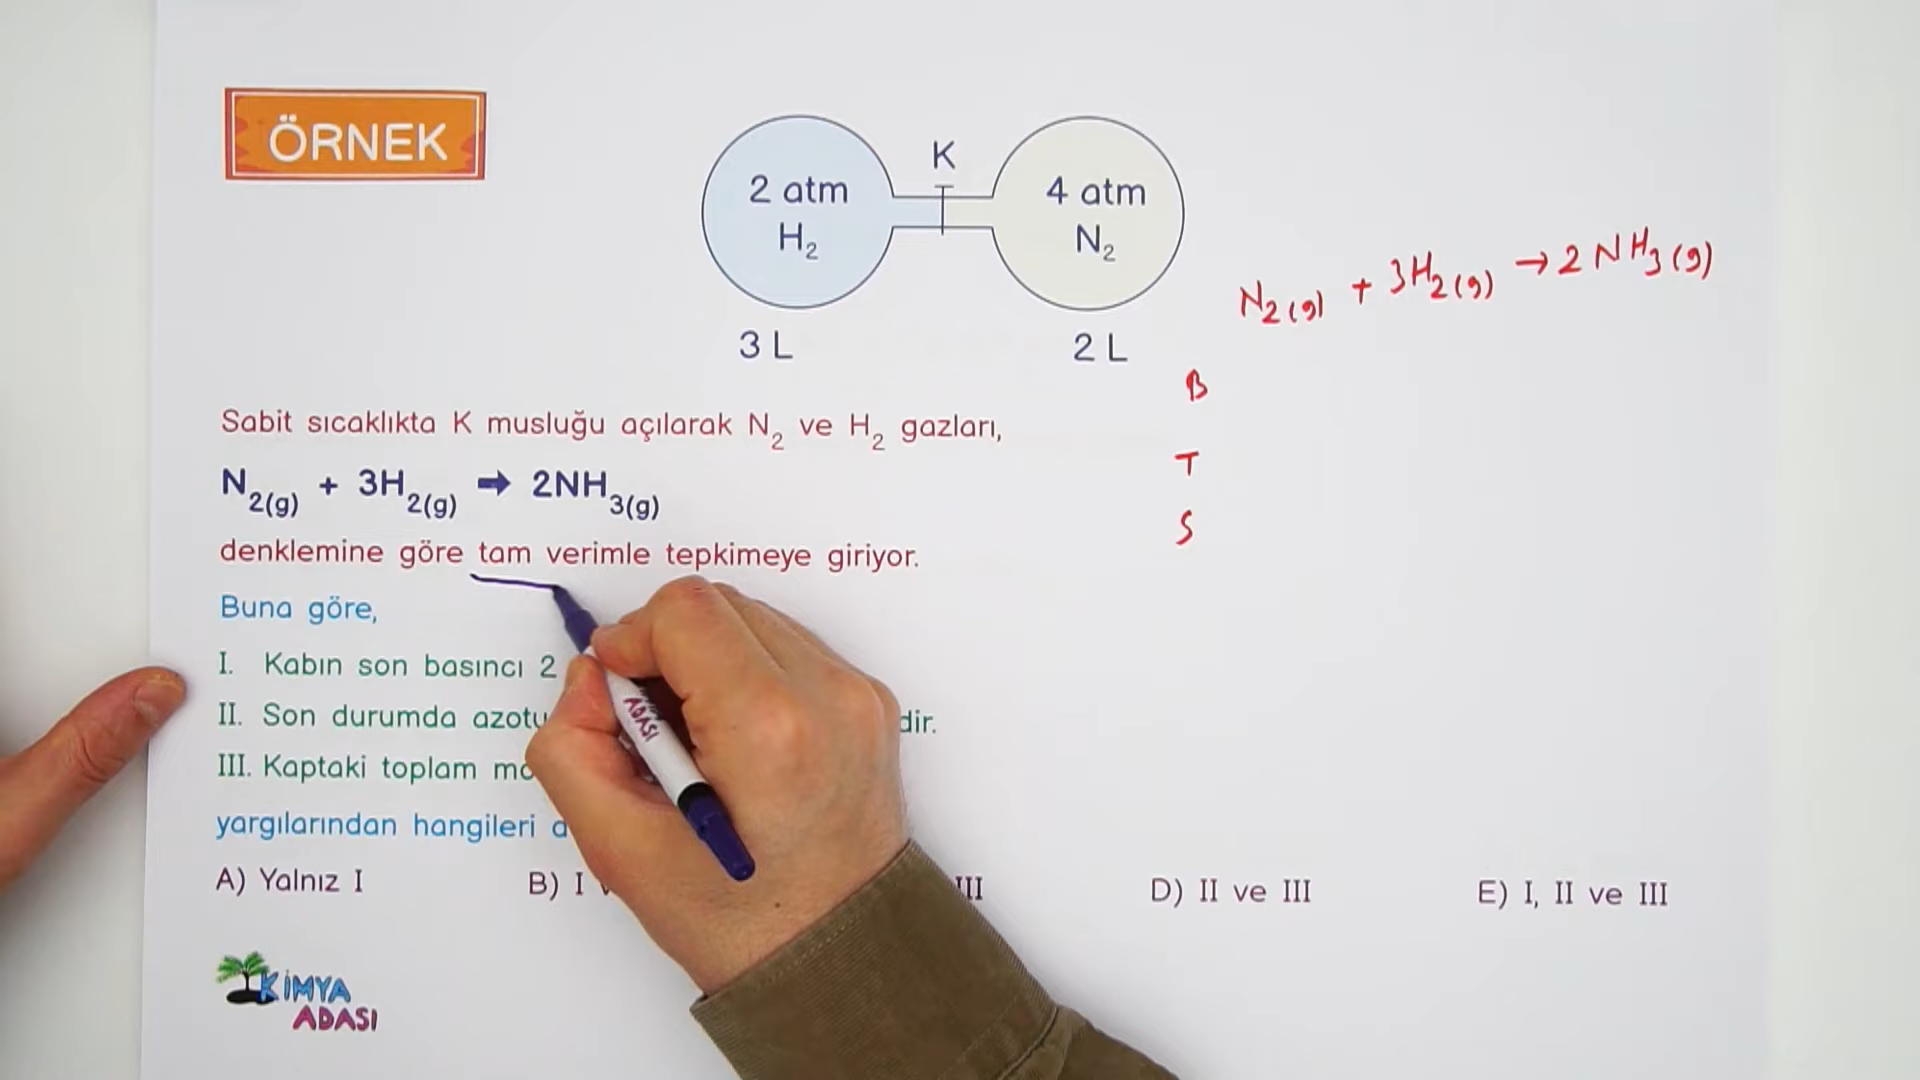 ÖRNEK
K
2 atm
H₂
4 atm
N₂
3 L
2 L
N₂(g) + 3H₂(g) → 2NH₃(g)
B
T
S
Sabit sıcaklıkta K musluğu açılarak N₂ ve H₂ gazları,
N₂(g) + 3H₂(g) ➡ 2NH₃(g)
denklemine göre tam verimle tepkimeye giriyor.
Buna göre,
I. Kabın son basıncı 2
II. Son durumda
III. Kaptaki toplam
yargılarından hangileri
A) Yalnız I
B) I
III
D) II ve III
E) I, II ve III
KİMYA
ADASI
ADASI